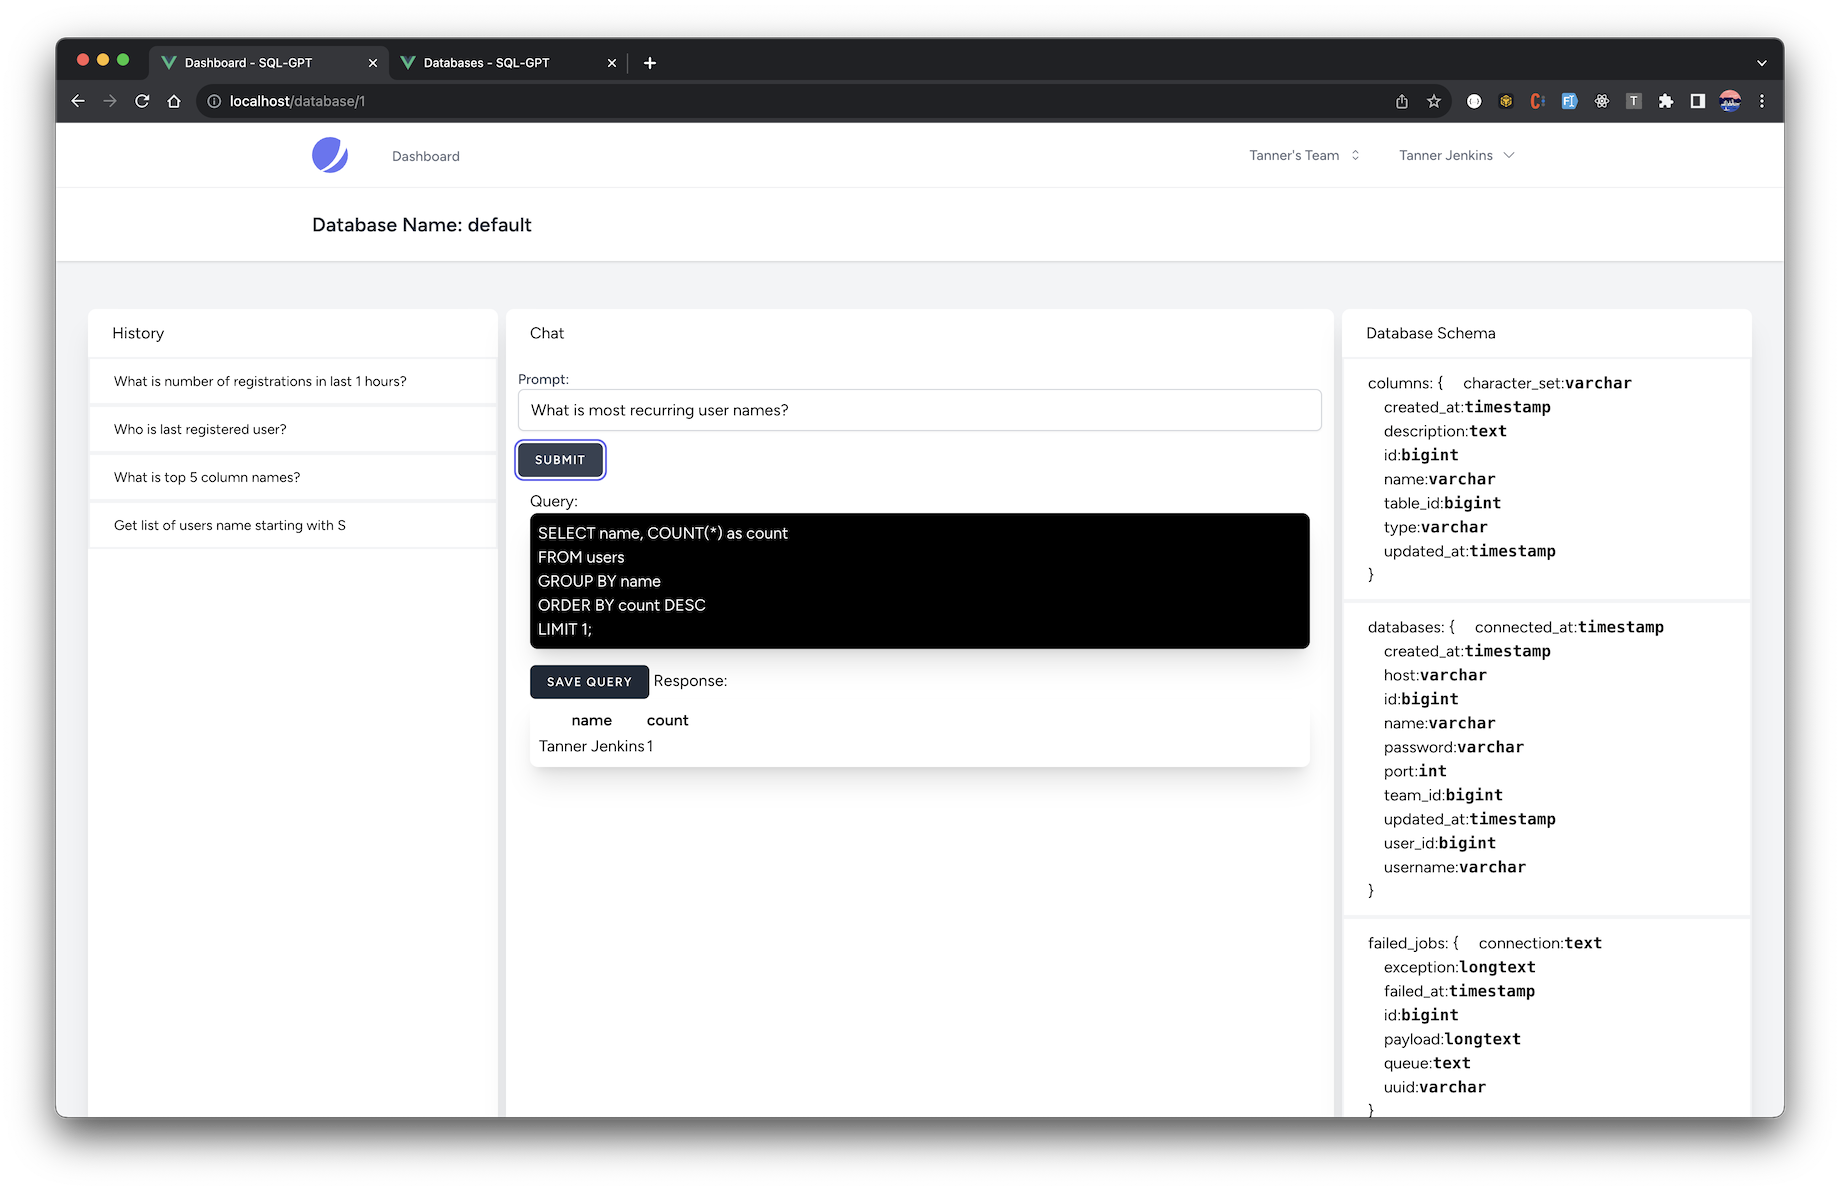 Dashboard - SQL-GPT
Databases - SQL-GPT
localhost/database/1
Dashboard
Tanner's Team
Tanner Jenkins
Database Name: default
History
What is number of registrations in last 1 hours?
Who is last registered user?
What is top 5 column names?
Get list of users name starting with S
Chat
Prompt:
What is most recurring user names?
SUBMIT
Query:
SELECT name, COUNT(*) as count
FROM users
GROUP BY name
ORDER BY count DESC
LIMIT 1;
SAVE QUERY Response:
name count
Tanner Jenkins 1
Database Schema
columns: { character_set:varchar
created_at:timestamp
description:text
id:bigint
name:varchar
table_id:bigint
type:varchar
updated_at:timestamp
}
databases: { connected_at:timestamp
created_at:timestamp
host:varchar
id:bigint
name:varchar
password:varchar
port:int
team_id:bigint
updated_at:timestamp
user_id:bigint
username:varchar
}
failed_jobs: { connection:text
exception:longtext
failed_at:timestamp
id:bigint
payload:longtext
queue:text
uuid:varchar
}